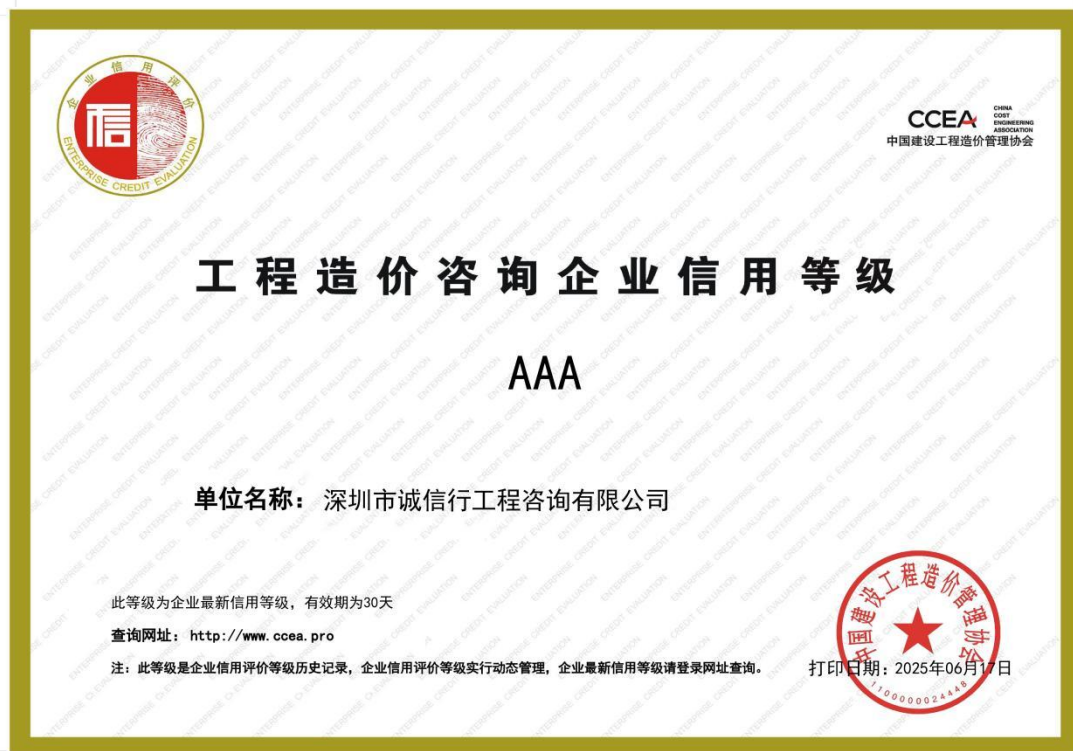 企业信用评价
信
ENTERPRISE CREDIT EVALUATION
CCEA
CHINA
COST
ENGINEERING
ASSOCIATION
中国建设工程造价管理协会
工程造价咨询企业信用等级
AAA
单位名称：深圳市诚信行工程咨询有限公司
此等级为企业最新信用等级，有效期为30天
查询网址：http://www.ccea.pro
注：此等级是企业信用评价等级历史记录，企业信用评价等级实行动态管理，企业最新信用等级请登录网址查询。
打印日期：2025年06月17日
中国建设工程造价管理协会
1100000024448